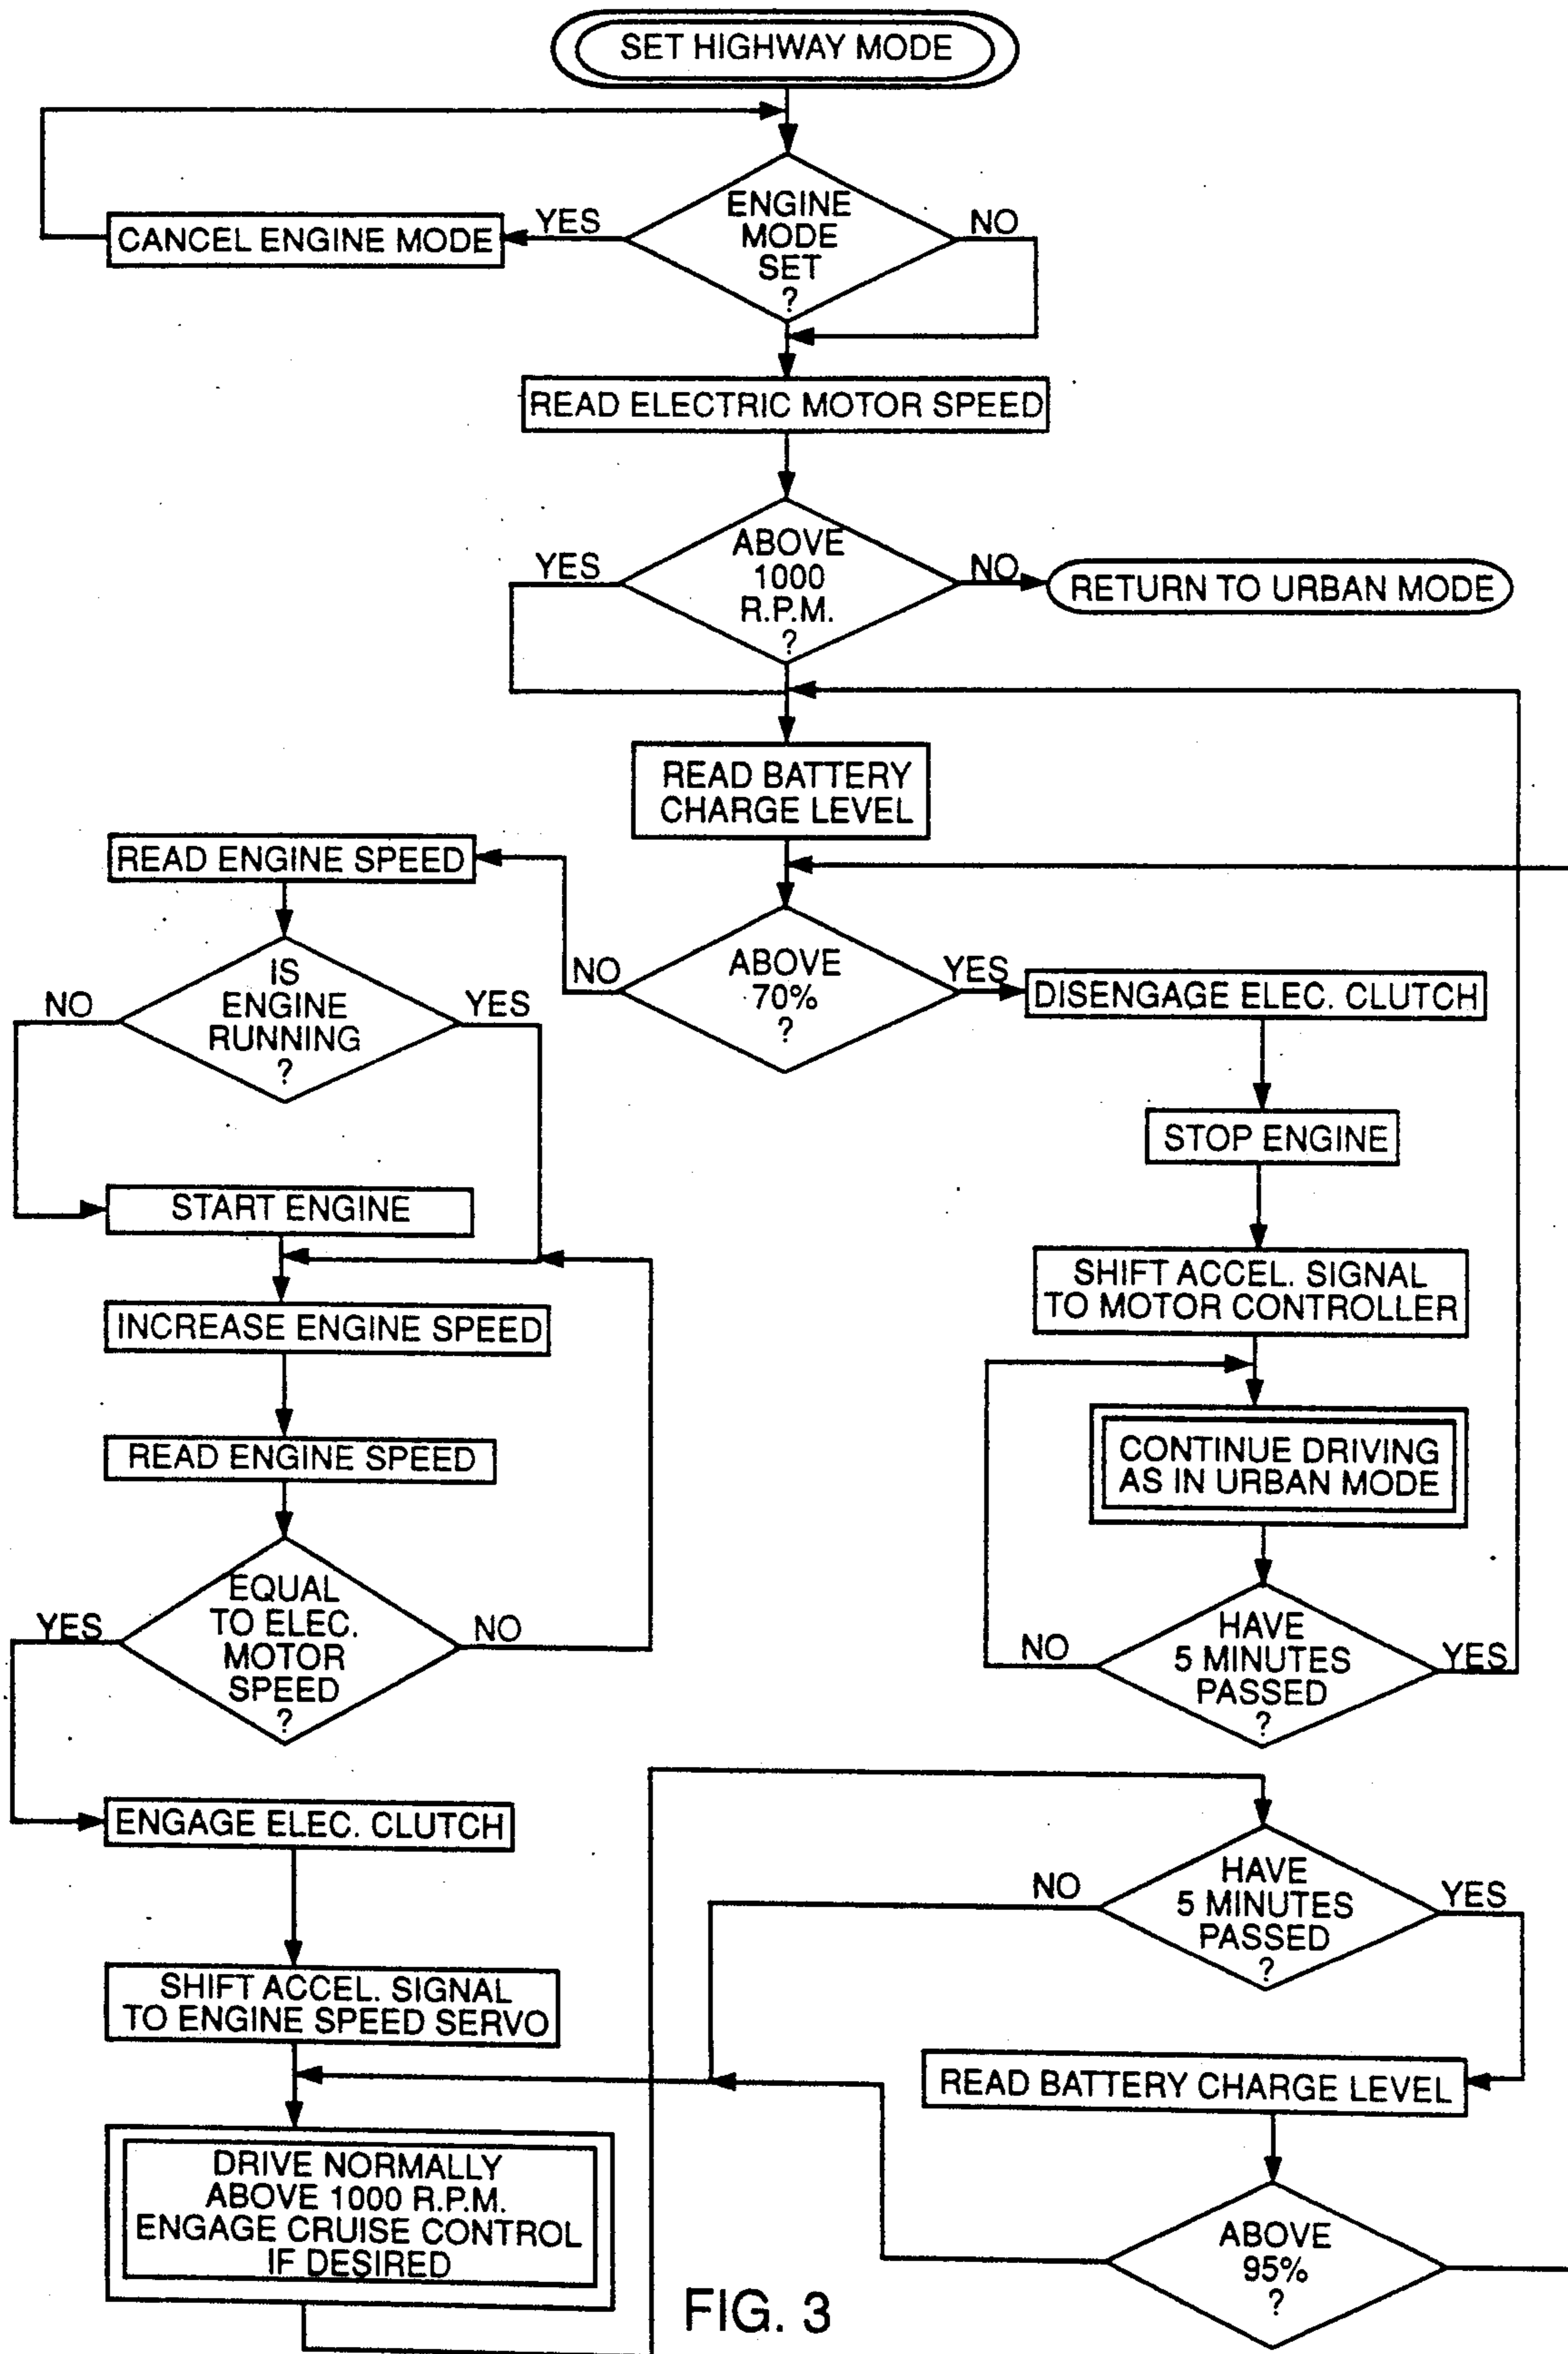 SET HIGHWAY MODE
ENGINE
MODE
SET
?
YES
NO
CANCEL ENGINE MODE
READ ELECTRIC MOTOR SPEED
ABOVE
1000
R.P.M.
?
YES
NO
RETURN TO URBAN MODE
READ BATTERY
CHARGE LEVEL
ABOVE
70%
?
NO
YES
READ ENGINE SPEED
IS
ENGINE
RUNNING
?
NO
YES
START ENGINE
INCREASE ENGINE SPEED
READ ENGINE SPEED
EQUAL
TO ELEC.
MOTOR
SPEED
?
YES
NO
ENGAGE ELEC. CLUTCH
SHIFT ACCEL. SIGNAL
TO ENGINE SPEED SERVO
DRIVE NORMALLY
ABOVE 1000 R.P.M.
ENGAGE CRUISE CONTROL
IF DESIRED
DISENGAGE ELEC. CLUTCH
STOP ENGINE
SHIFT ACCEL. SIGNAL
TO MOTOR CONTROLLER
CONTINUE DRIVING
AS IN URBAN MODE
HAVE
5 MINUTES
PASSED
?
NO
YES
HAVE
5 MINUTES
PASSED
?
NO
YES
READ BATTERY CHARGE LEVEL
ABOVE
95%
?
FIG. 3